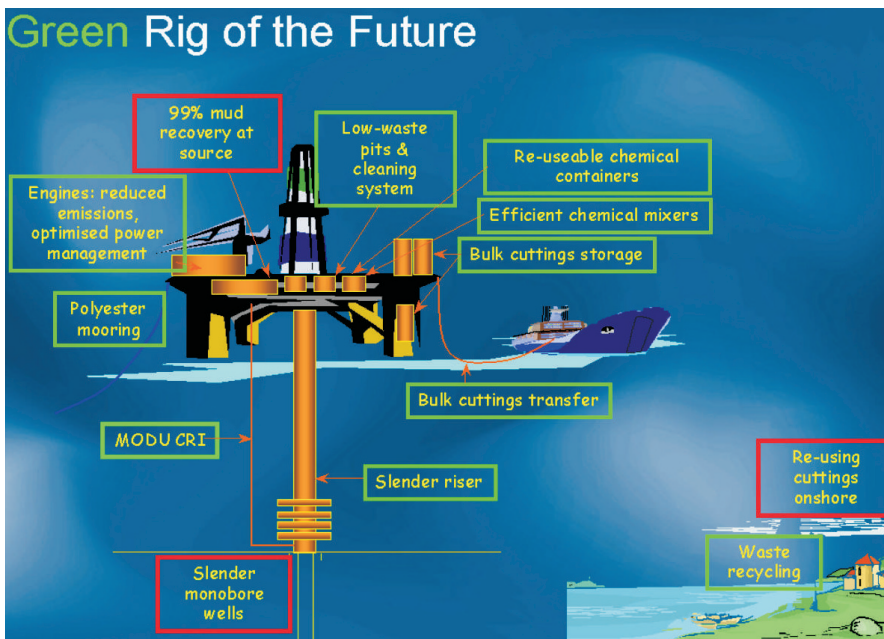 Green Rig of the Future
99% mud
recovery at
source
Low-waste
pits &
cleaning
system
Re-useable chemical
containers
Engines: reduced
emissions,
optimised power
management
Efficient chemical mixers
Bulk cuttings storage
Polyester
mooring
Bulk cuttings transfer
MODU CRI
Slender riser
Re-using
cuttings
onshore
Waste
recycling
Slender
monobore
wells